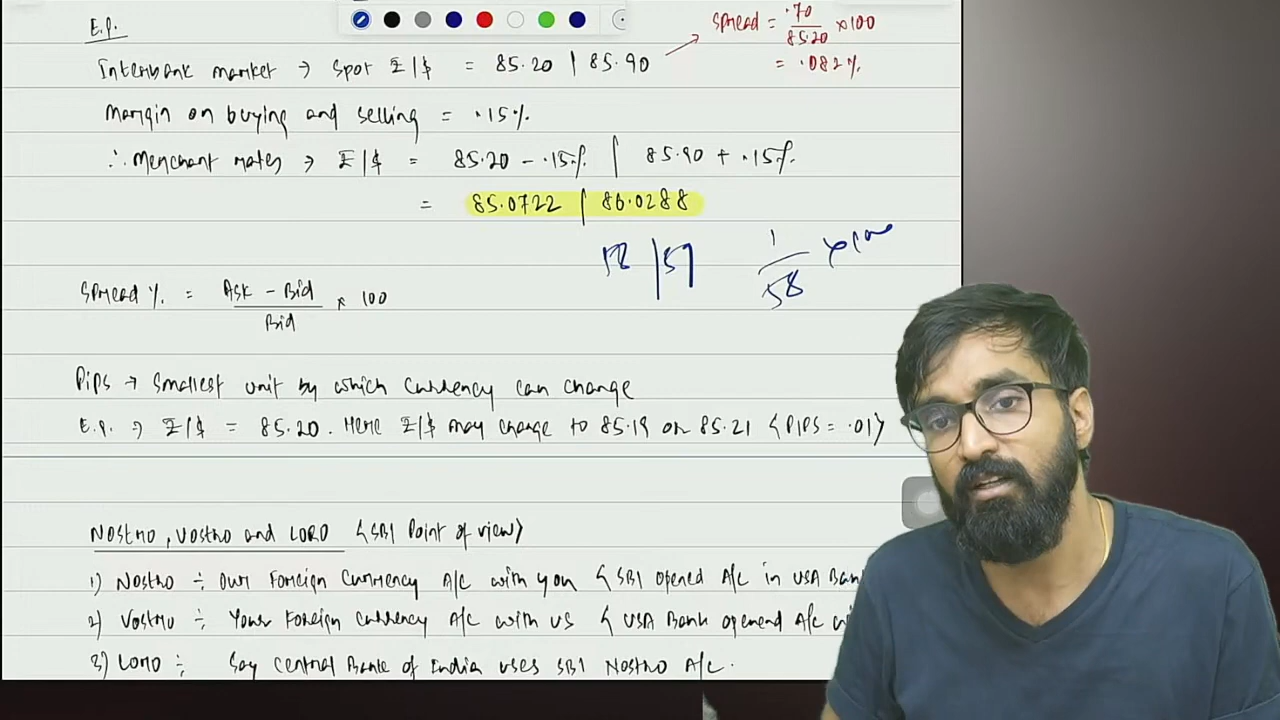 E.g.
Spread = .70 / 85.20 × 100
= .082%
Interbank market → Spot ₹/$ = 85.20 | 85.90
Margin on buying and selling = .15%
∴ Merchant rates → ₹/$ = 85.20 - .15% | 85.90 + .15%
= 85.0722 | 86.0288
58 | 59
1 / 58 × 100
Spread % = Ask - Bid / Bid × 100
Pips → Smallest unit by which currency can change
E.g. → ₹/$ = 85.20. Here ₹/$ may change to 85.19 or 85.21 {PIPS = .01}
Nostro, Vostro and LORO {SBI Point of view}
1) Nostro ÷ Our Foreign Currency A/c with you {SBI opened A/c in USA Bank
2) Vostro ÷ Your Foreign Currency A/c with us {USA Bank opened A/c wi
3) Loro ÷ Say Central Bank of India uses SBI Nostro A/c.